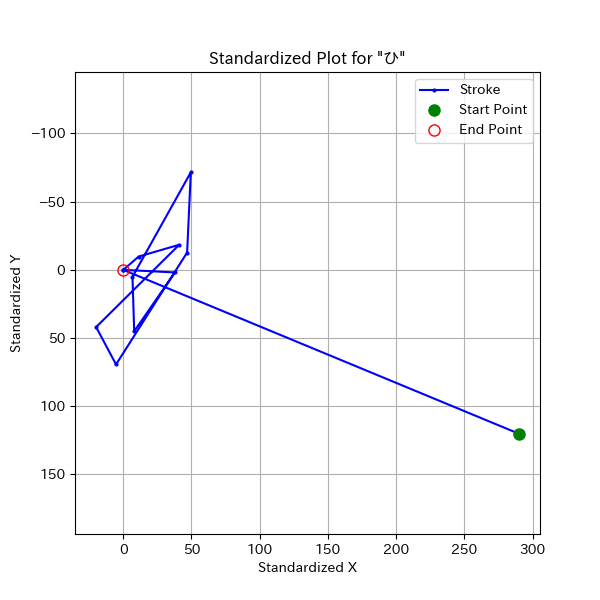 Standardized Plot for "ひ"
Stroke
Start Point
End Point
Standardized Y
−100
−50
0
50
100
150
0 50 100 150 200 250 300
Standardized X